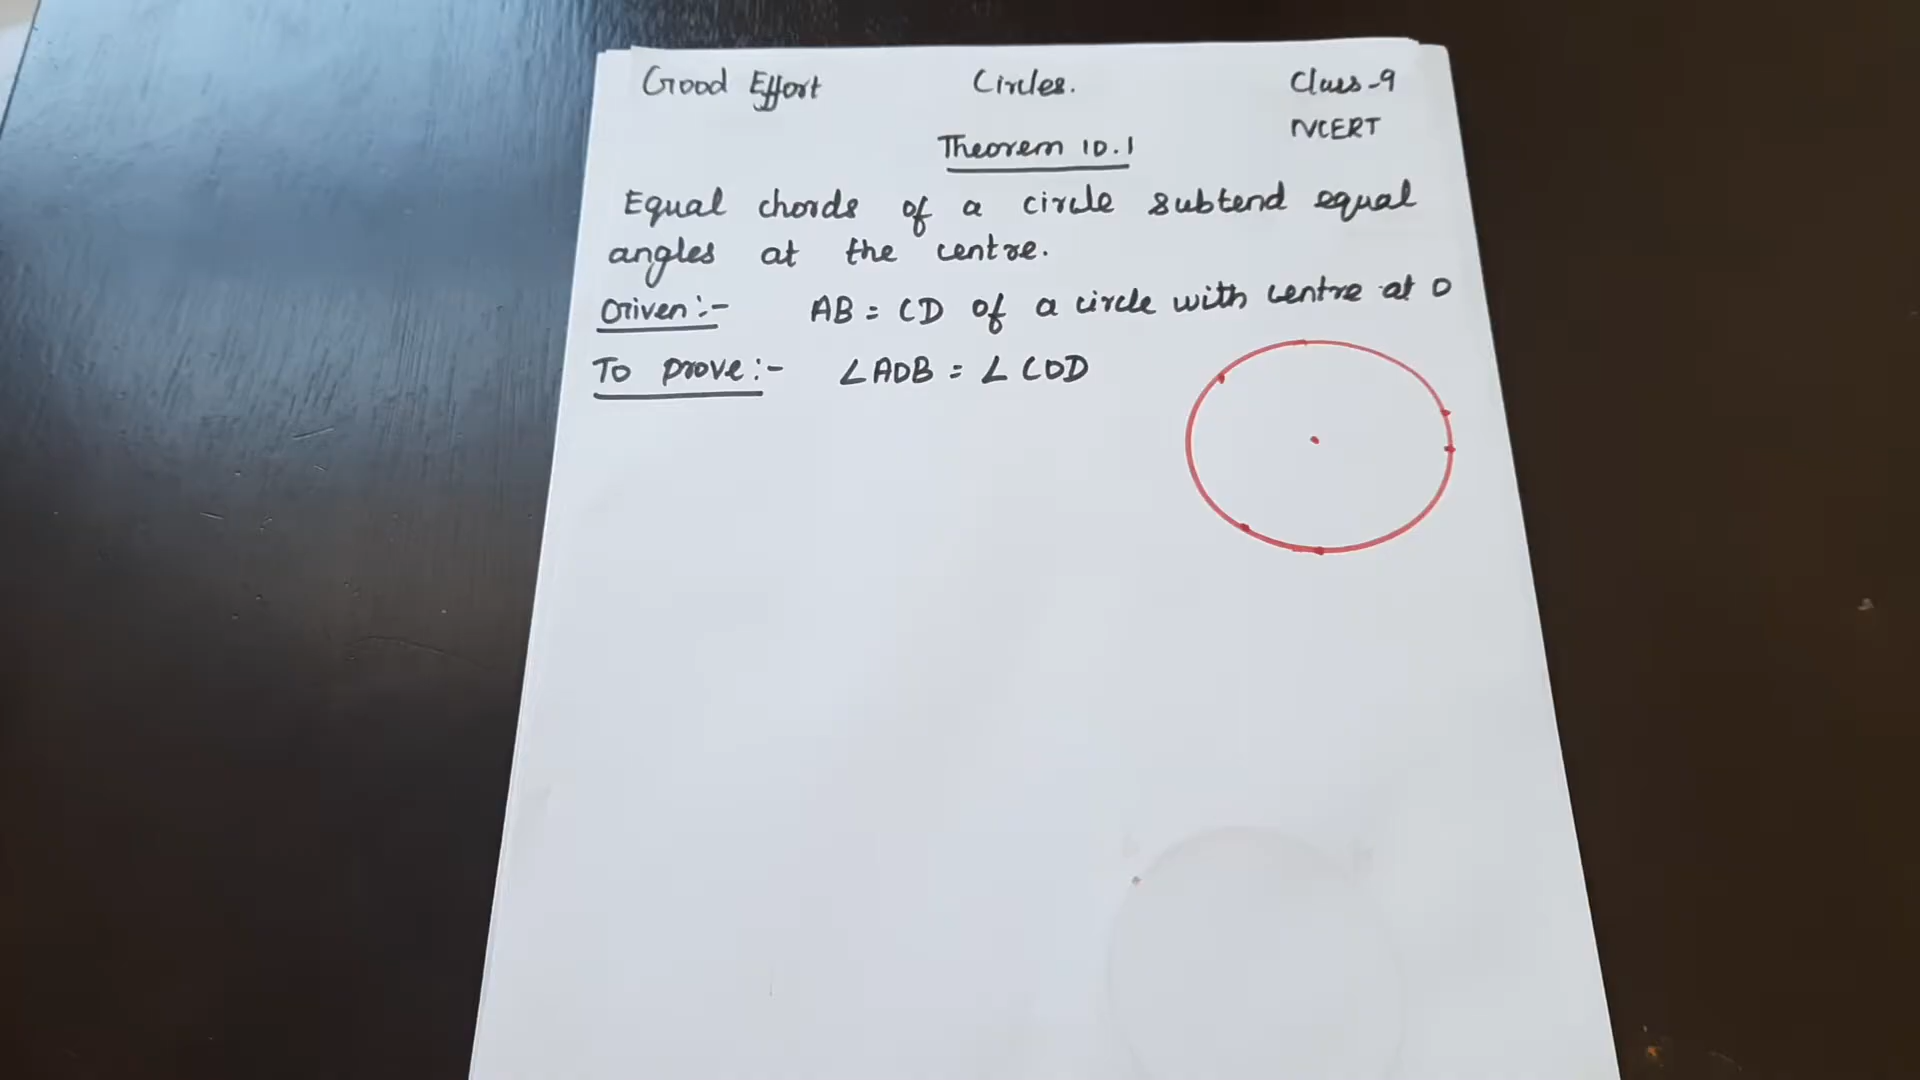 Good Effort Circles. Class-9
NCERT
Theorem 10.1
Equal chords of a circle subtend equal
angles at the centre.
Given:- AB = CD of a circle with centre at O
To prove:- ∠AOB = ∠COD